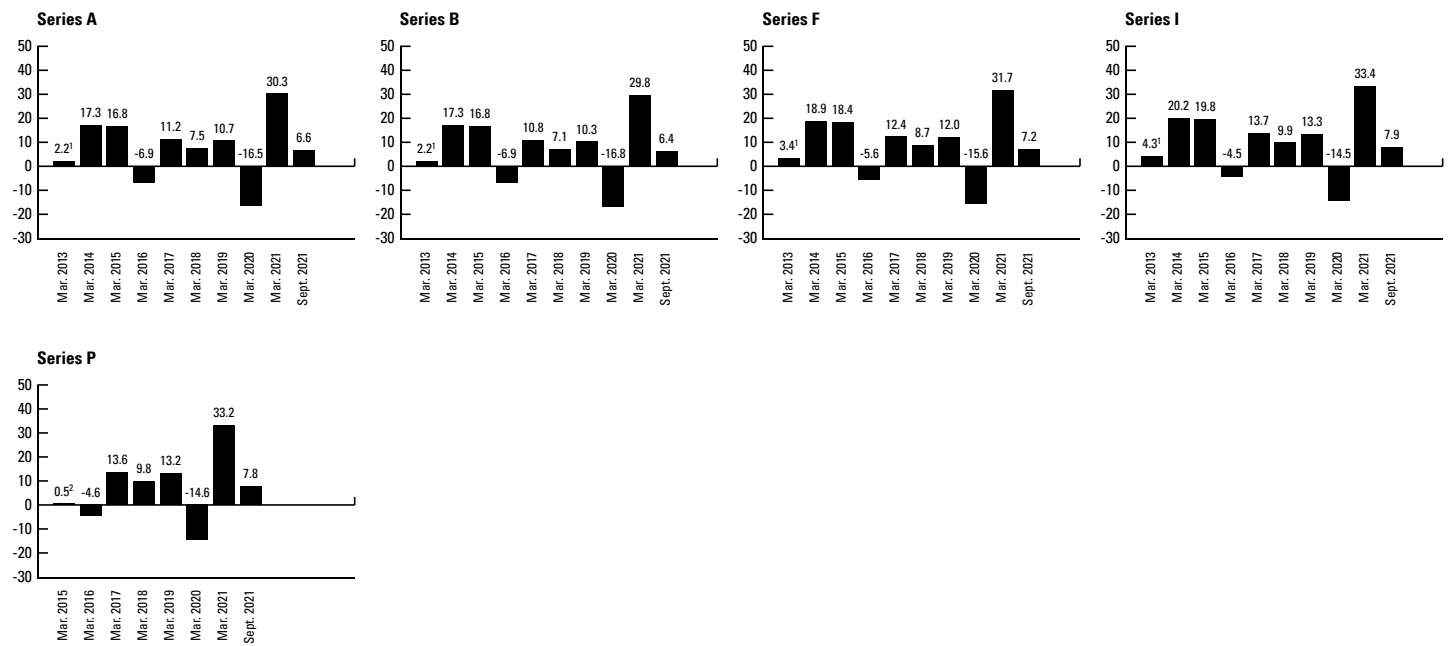 Series A
50
40
30
20
10
0
-10
-20
-30
2.2¹
17.3
16.8
-6.9
11.2
7.5
10.7
-16.5
30.3
6.6
Mar. 2013
Mar. 2014
Mar. 2015
Mar. 2016
Mar. 2017
Mar. 2018
Mar. 2019
Mar. 2020
Mar. 2021
Sept. 2021
Series B
50
40
30
20
10
0
-10
-20
-30
2.2¹
17.3
16.8
-6.9
10.8
7.1
10.3
-16.8
29.8
6.4
Mar. 2013
Mar. 2014
Mar. 2015
Mar. 2016
Mar. 2017
Mar. 2018
Mar. 2019
Mar. 2020
Mar. 2021
Sept. 2021
Series F
50
40
30
20
10
0
-10
-20
-30
3.4¹
18.9
18.4
-5.6
12.4
8.7
12.0
-15.6
31.7
7.2
Mar. 2013
Mar. 2014
Mar. 2015
Mar. 2016
Mar. 2017
Mar. 2018
Mar. 2019
Mar. 2020
Mar. 2021
Sept. 2021
Series I
50
40
30
20
10
0
-10
-20
-30
4.3¹
20.2
19.8
-4.5
13.7
9.9
13.3
-14.5
33.4
7.9
Mar. 2013
Mar. 2014
Mar. 2015
Mar. 2016
Mar. 2017
Mar. 2018
Mar. 2019
Mar. 2020
Mar. 2021
Sept. 2021
Series P
50
40
30
20
10
0
-10
-20
-30
0.5²
-4.6
13.6
9.8
13.2
-14.6
33.2
7.8
Mar. 2015
Mar. 2016
Mar. 2017
Mar. 2018
Mar. 2019
Mar. 2020
Mar. 2021
Sept. 2021